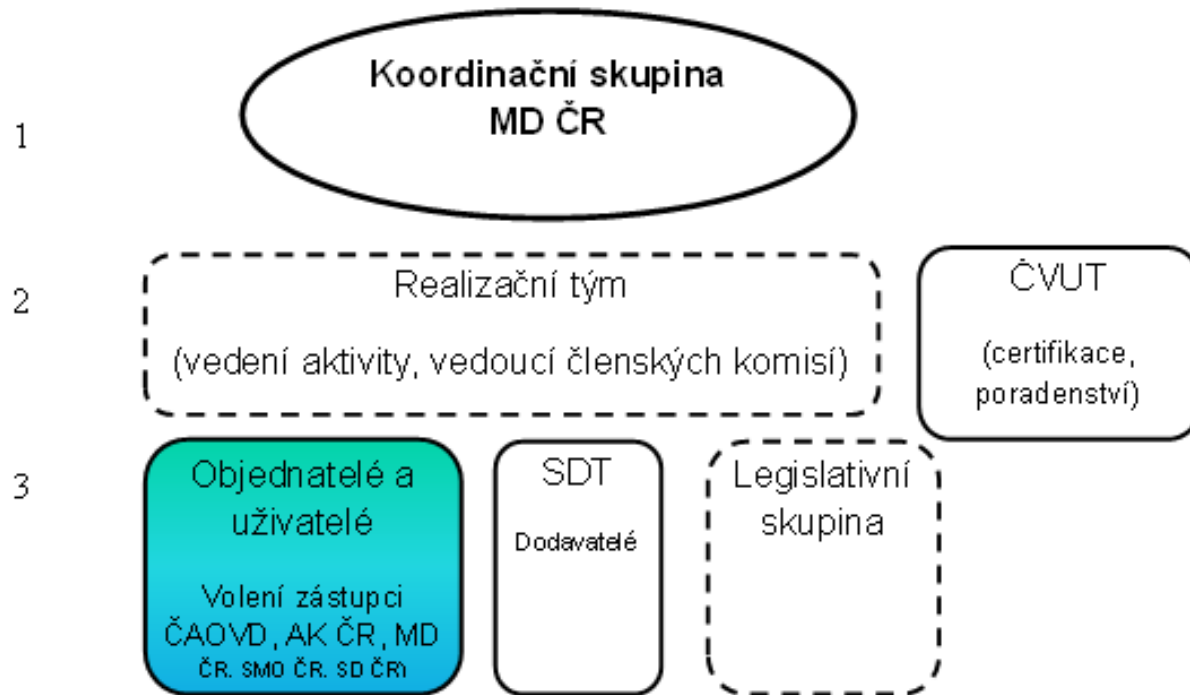 Koordinační skupina
MD ČR
1
Realizační tým
(vedení aktivity, vedoucí členských komisí)
2
ČVUT
(certifikace,
poradenství)
3
Objednatelé a
uživatelé
Volení zástupci
ČAOVD, AK ČR, MD
ČR. SMO ČR. SD ČR)
SDT
Dodavatelé
Legislativní
skupina